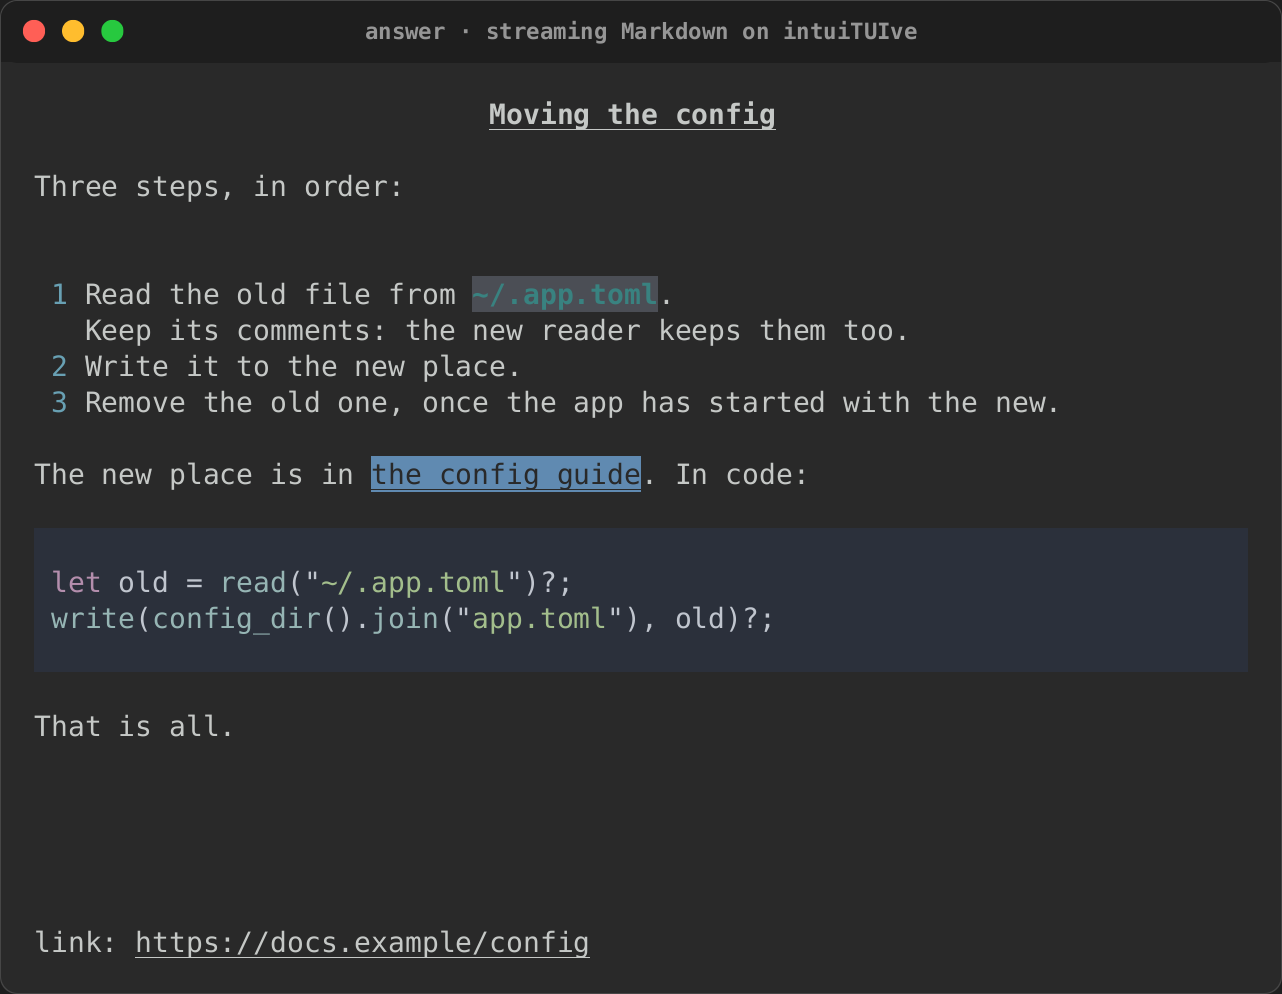 answer · streaming Markdown on intuiTUIve
Moving the config
Three steps, in order:
1 Read the old file from ~/.app.toml.
Keep its comments: the new reader keeps them too.
2 Write it to the new place.
3 Remove the old one, once the app has started with the new.
The new place is in the config guide. In code:
let old = read("~/.app.toml")?;
write(config_dir().join("app.toml"), old)?;
That is all.
link: https://docs.example/config